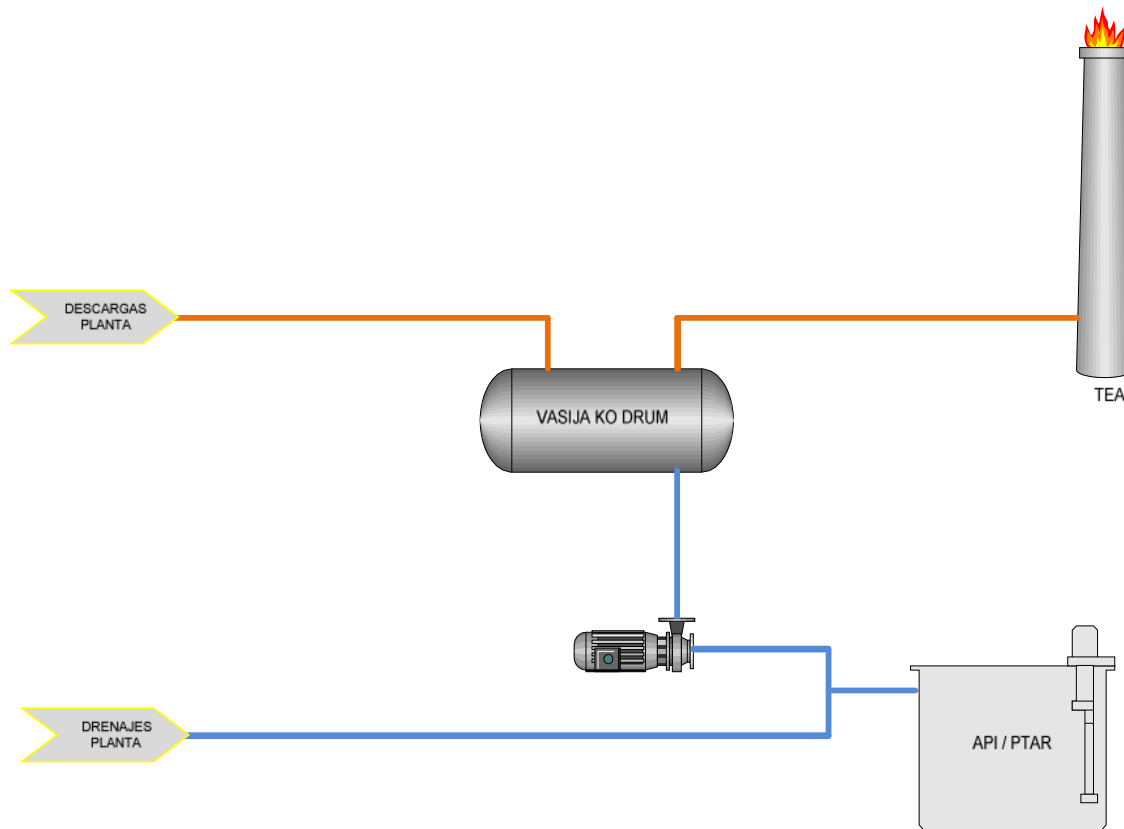 DESCARGAS
PLANTA
TEA
VASIJA KO DRUM
DRENAJES
PLANTA
API / PTAR